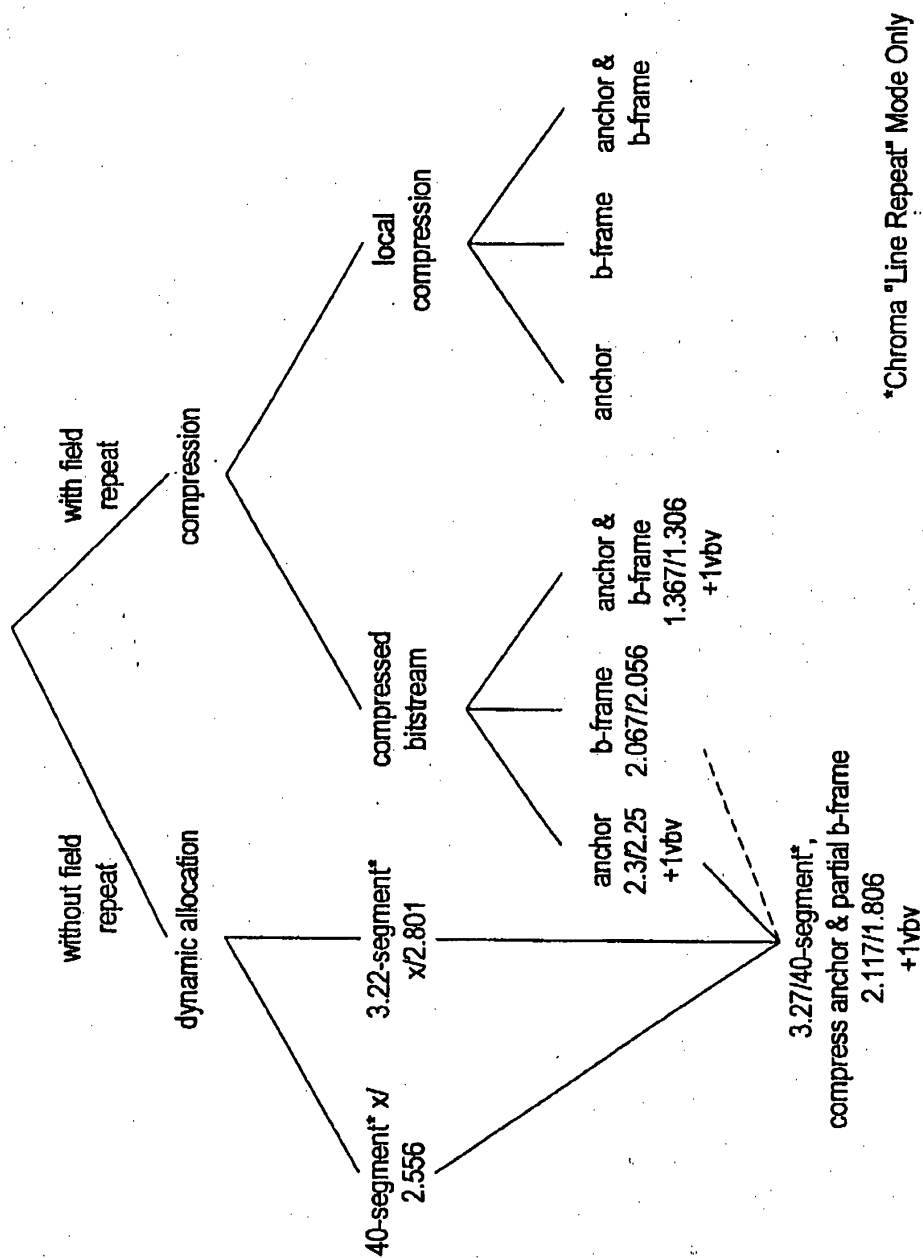 without field
repeat
with field
repeat
dynamic allocation
compression
40-segment* x/
2.556
3.22-segment*
x/2.801
compressed
bitstream
local
compression
anchor
2.3/2.25
+1vbv
b-frame
2.067/2.056
anchor &
b-frame
1.367/1.306
+1vbv
anchor
b-frame
anchor &
b-frame
3.27/40-segment*,
compress anchor & partial b-frame
2.117/1.806
+1vbv
*Chroma "Line Repeat" Mode Only